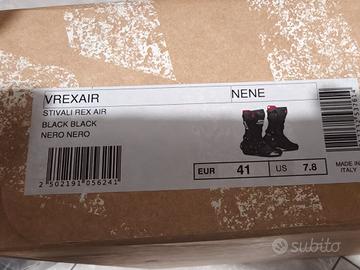 VREXAIR
NENE
STIVALI REX AIR
BLACK BLACK
NERO NERO
EUR 41 US 7.8
MADE IN
ITALY
2 502191 056241
subito